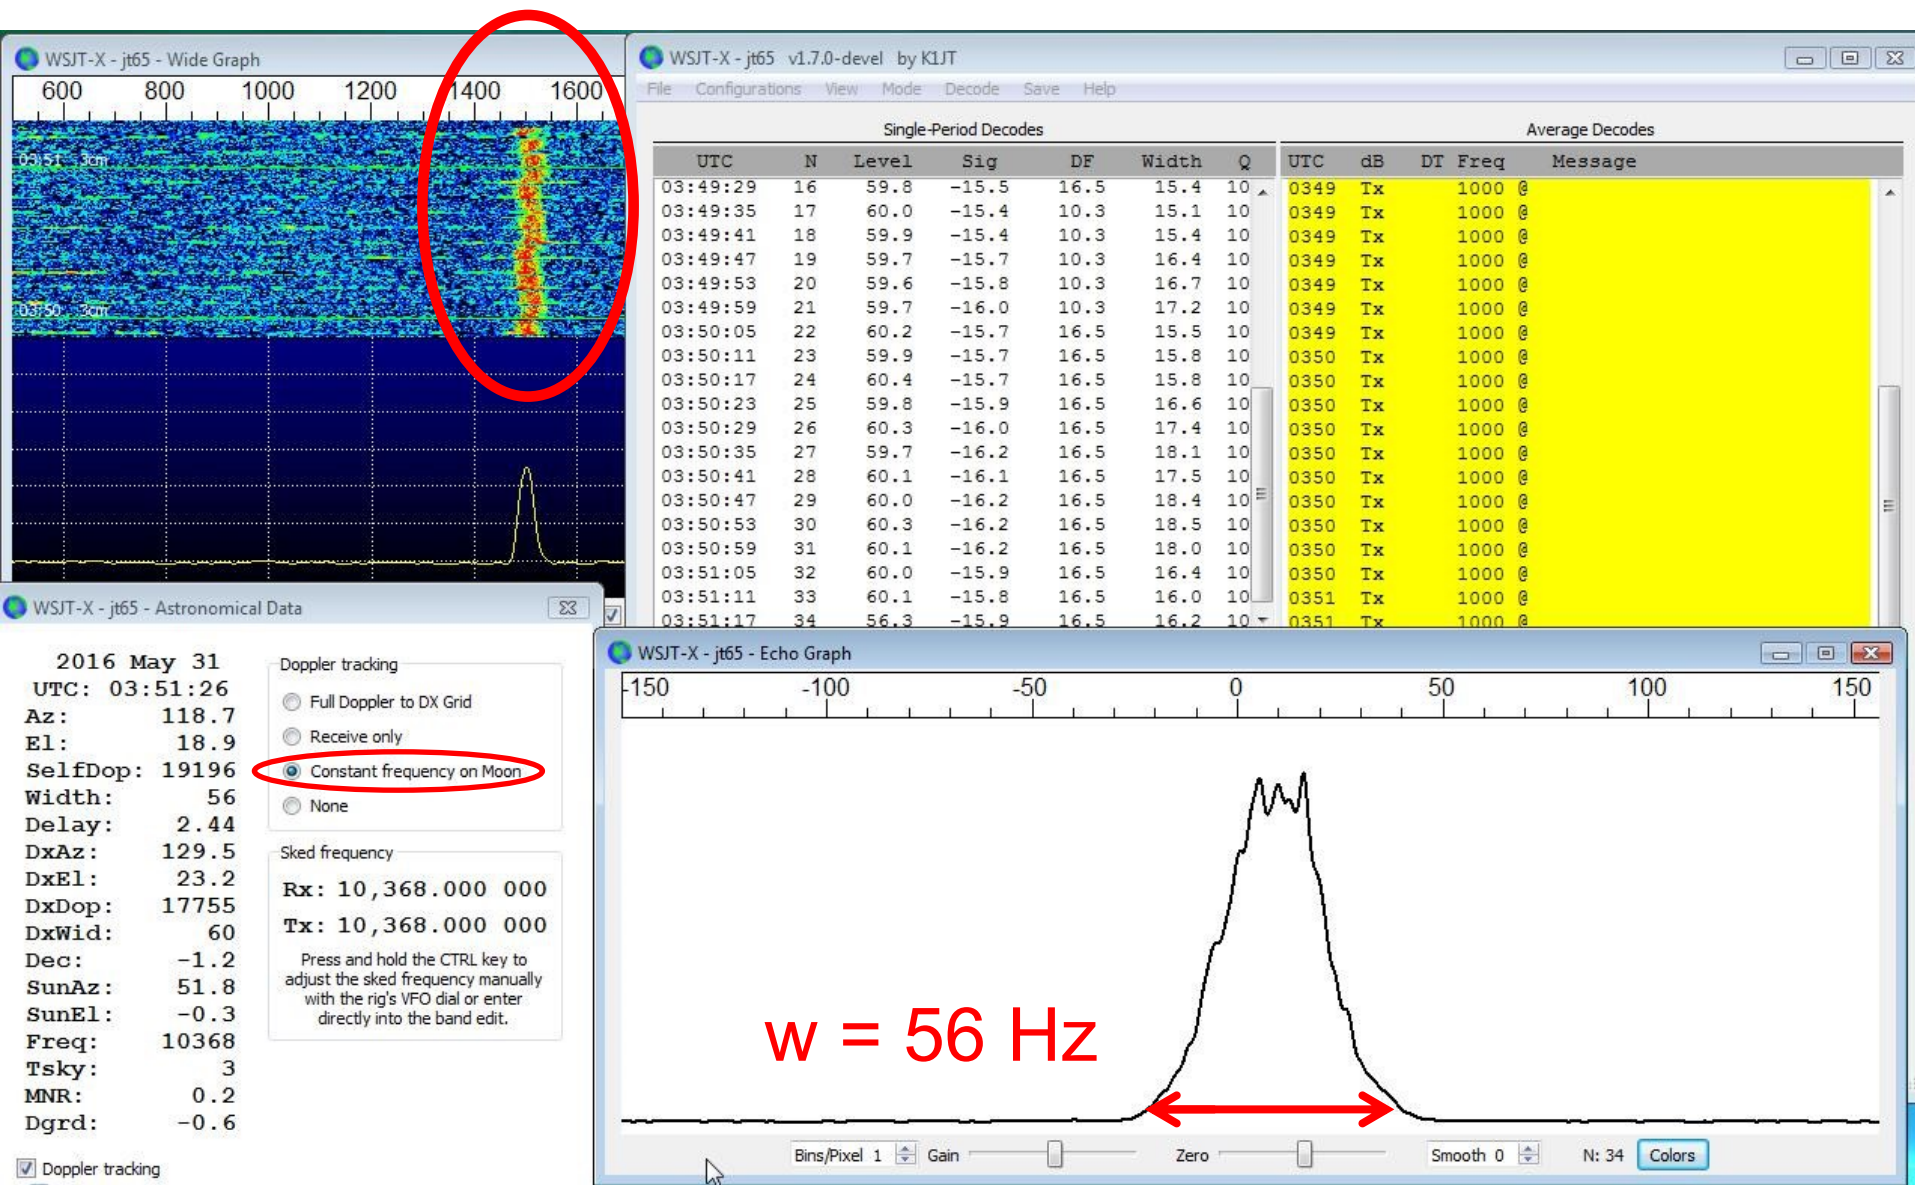 WSJT-X - jt65 - Wide Graph
600 800 1000 1200 1400 1600
03:51 3cm
03:50 3cm
WSJT-X - jt65 v1.7.0-devel by K1JT
File Configurations View Mode Decode Save Help
Single-Period Decodes
UTC N Level Sig DF Width Q
03:49:29 16 59.8 -15.5 16.5 15.4 10
03:49:35 17 60.0 -15.4 10.3 15.1 10
03:49:41 18 59.9 -15.4 10.3 15.4 10
03:49:47 19 59.7 -15.7 10.3 16.4 10
03:49:53 20 59.6 -15.8 10.3 16.7 10
03:49:59 21 59.7 -16.0 10.3 17.2 10
03:50:05 22 60.2 -15.7 16.5 15.5 10
03:50:11 23 59.9 -15.7 16.5 15.8 10
03:50:17 24 60.4 -15.7 16.5 15.8 10
03:50:23 25 59.8 -15.9 16.5 16.6 10
03:50:29 26 60.3 -16.0 16.5 17.4 10
03:50:35 27 59.7 -16.2 16.5 18.1 10
03:50:41 28 60.1 -16.1 16.5 17.5 10
03:50:47 29 60.0 -16.2 16.5 18.4 10
03:50:53 30 60.3 -16.2 16.5 18.5 10
03:50:59 31 60.1 -16.2 16.5 18.0 10
03:51:05 32 60.0 -15.9 16.5 16.4 10
03:51:11 33 60.1 -15.8 16.5 16.0 10
03:51:17 34 56.3 -15.9 16.5 16.2 10
Average Decodes
UTC dB DT Freq Message
0349 Tx 1000 @
0349 Tx 1000 @
0349 Tx 1000 @
0349 Tx 1000 @
0349 Tx 1000 @
0349 Tx 1000 @
0349 Tx 1000 @
0350 Tx 1000 @
0350 Tx 1000 @
0350 Tx 1000 @
0350 Tx 1000 @
0350 Tx 1000 @
0350 Tx 1000 @
0350 Tx 1000 @
0350 Tx 1000 @
0350 Tx 1000 @
0350 Tx 1000 @
0351 Tx 1000 @
0351 Tx 1000 @
WSJT-X - jt65 - Astronomical Data
2016 May 31
UTC: 03:51:26
Az: 118.7
El: 18.9
SelfDop: 19196
Width: 56
Delay: 2.44
DxAz: 129.5
DxEl: 23.2
DxDop: 17755
DxWid: 60
Dec: -1.2
SunAz: 51.8
SunEl: -0.3
Freq: 10368
Tsky: 3
MNR: 0.2
Dgrd: -0.6
Doppler tracking
Doppler tracking
Full Doppler to DX Grid
Receive only
Constant frequency on Moon
None
Sked frequency
Rx: 10,368.000 000
Tx: 10,368.000 000
Press and hold the CTRL key to
adjust the sked frequency manually
with the rig's VFO dial or enter
directly into the band edit.
WSJT-X - jt65 - Echo Graph
-150 -100 -50 0 50 100 150
w = 56 Hz
Bins/Pixel 1 Gain Zero Smooth 0 N: 34 Colors